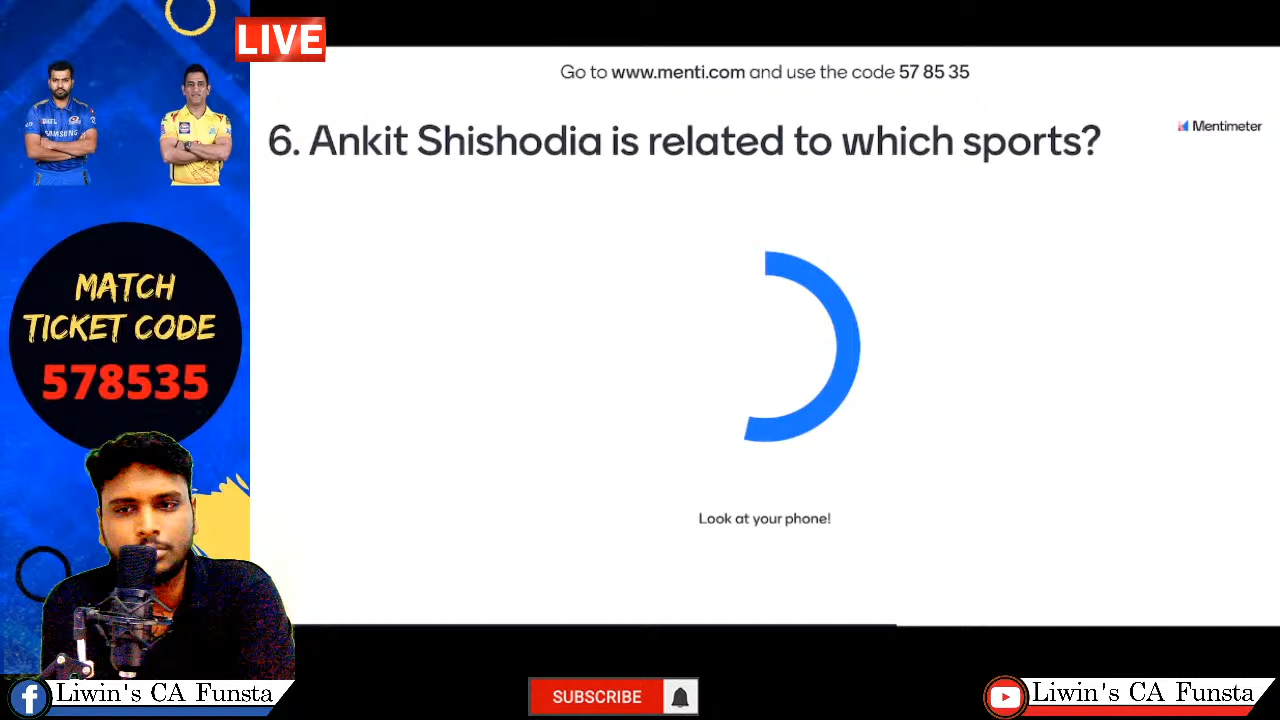 LIVE
Go to www.menti.com and use the code 57 85 35
6. Ankit Shishodia is related to which sports?
Mentimeter
SAMSUNG
MATCH
TICKET CODE
578535
Look at your phone!
Liwin's CA Funsta
SUBSCRIBE
Liwin's CA Funsta